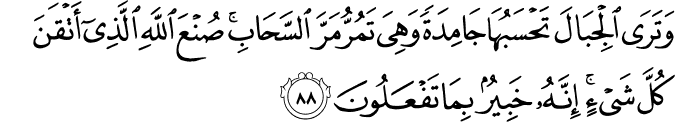 وَتَرَى ٱلْجِبَالَ تَحْسَبُهَا جَامِدَةً وَهِىَ تَمُرُّ مَرَّ ٱلسَّحَابِ ۚ صُنْعَ ٱللَّهِ ٱلَّذِىٓ أَتْقَنَ
كُلَّ شَىْءٍ ۚ إِنَّهُۥ خَبِيرٌۢ بِمَا تَفْعَلُونَ ٨٨